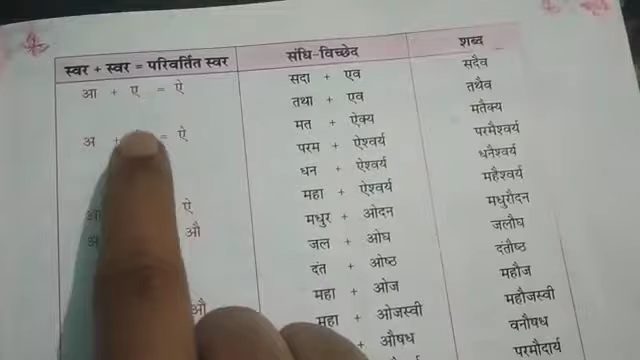 स्वर + स्वर = परिवर्तित स्वर संधि-विच्छेद शब्द
आ + ए = ऐ सदा + एव सदैव
तथा + एव तथैव
अ + = ऐ मत + ऐक्य मतैक्य
परम + ऐश्वर्य परमैश्वर्य
धन + ऐश्वर्य धनैश्वर्य
ऐ महा + ऐश्वर्य महैश्वर्य
औ मधुर + ओदन मधुरौदन
जल + ओघ जलौघ
दंत + ओष्ठ दंतौष्ठ
औ महा + ओज महौज
महा + ओजस्वी महौजस्वी
+ औषध वनौषध
परमौदार्य